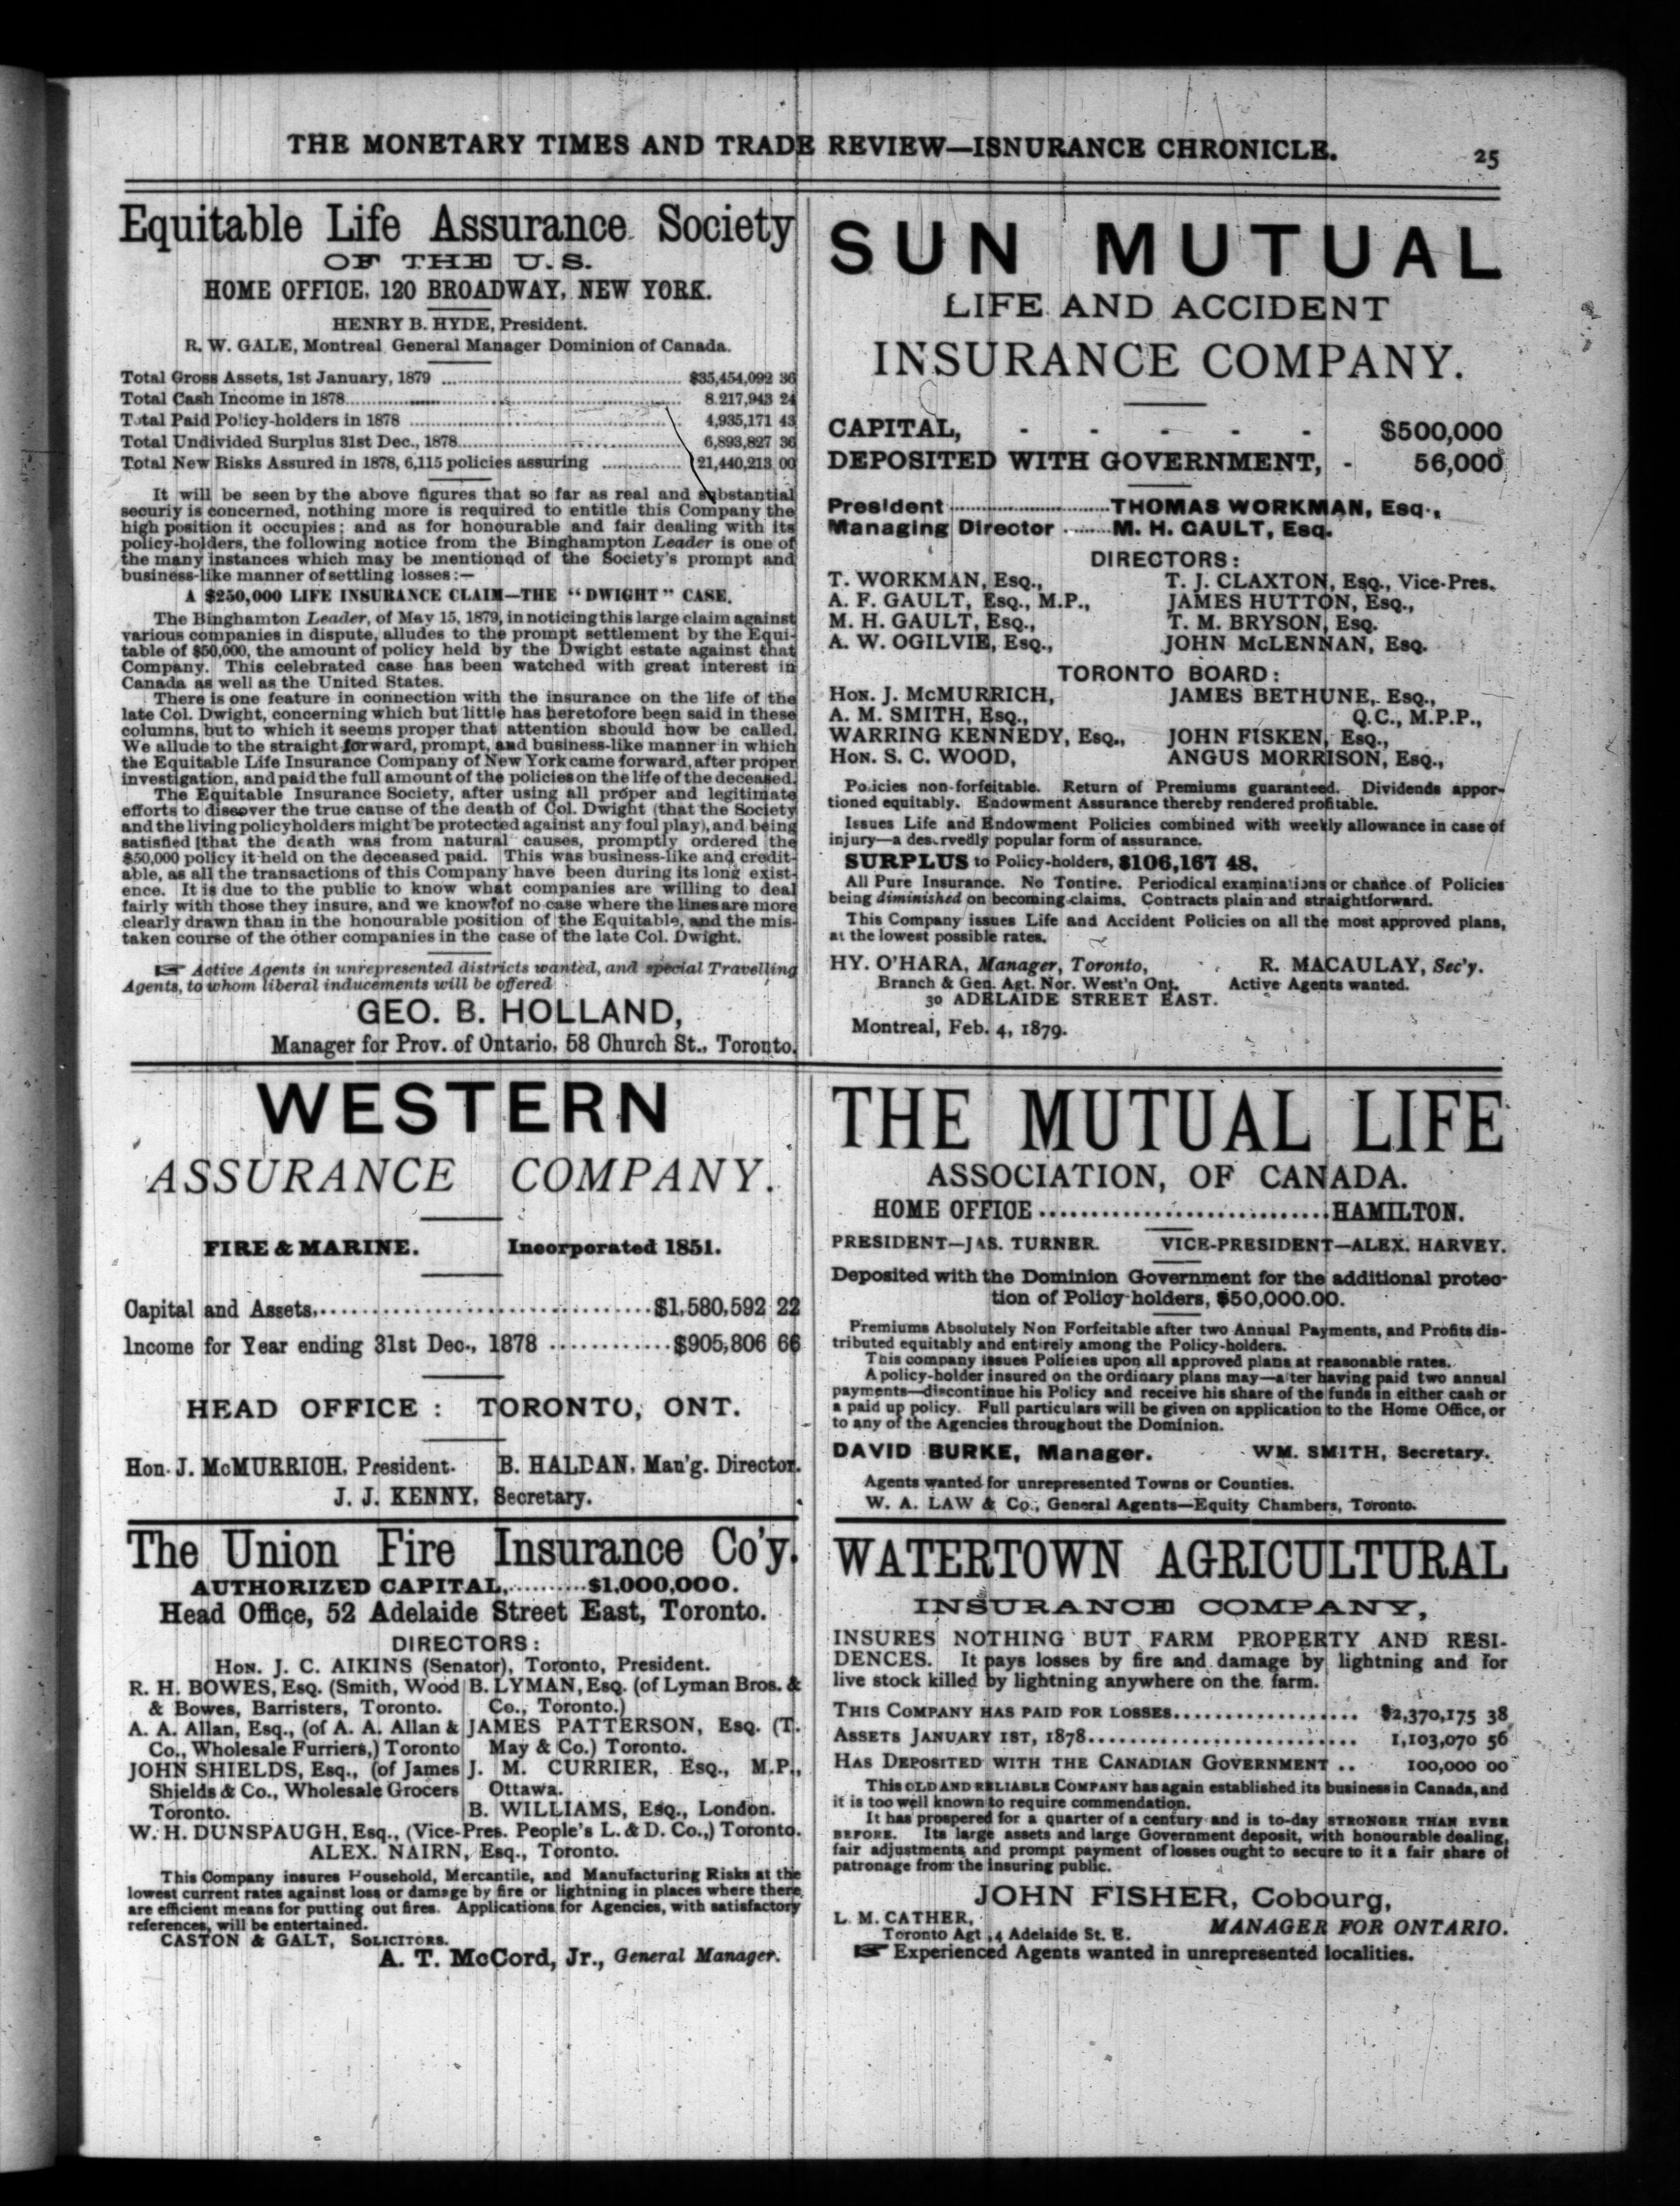 THE MONETARY TIMES AND TRADE REVIEW—ISNURANCE CHRONICLE. 25
Equitable Life Assurance Society
OF THE U.S.
HOME OFFICE, 120 BROADWAY, NEW YORK.
HENRY B. HYDE, President.
R. W. GALE, Montreal General Manager Dominion of Canada.
Total Gross Assets, 1st January, 1879 ........ $35,454,092 36
Total Cash Income in 1878........ 8.217,943 24
Total Paid Policy-holders in 1878 ........ 4,935,171 43
Total Undivided Surplus 31st Dec., 1878........ 6,893,827 36
Total New Risks Assured in 1878, 6,115 policies assuring ........ 21,440,213 00
It will be seen by the above figures that so far as real and substantial
securiy is concerned, nothing more is required to entitle this Company the
high position it occupies; and as for honourable and fair dealing with its
policy-holders, the following notice from the Binghampton Leader is one of
the many instances which may be mentionqd of the Society's prompt and
business-like manner of settling losses:—
A $250,000 LIFE INSURANCE CLAIM—THE "DWIGHT" CASE.
The Binghamton Leader, of May 15, 1879, in noticing this large claim against
various companies in dispute, alludes to the prompt settlement by the Equi-
table of $50,000, the amount of policy held by the Dwight estate against that
Company. This celebrated case has been watched with great interest in
Canada as well as the United States.
There is one feature in connection with the insurance on the life of the
late Col. Dwight, concerning which but little has heretofore been said in these
columns, but to which it seems proper that attention should now be called.
We allude to the straight forward, prompt, and business-like manner in which
the Equitable Life Insurance Company of New York came forward, after proper
investigation, and paid the full amount of the policies on the life of the deceased.
The Equitable Insurance Society, after using all proper and legitimate
efforts to discover the true cause of the death of Col. Dwight (that the Society
and the living policyholders might be protected against any foul play), and being
satisfied that the death was from natural causes, promptly ordered the
$50,000 policy it held on the deceased paid. This was business-like and credit-
able, as all the transactions of this Company have been during its long exist-
ence. It is due to the public to know what companies are willing to deal
fairly with those they insure, and we know of no case where the lines are more
clearly drawn than in the honourable position of the Equitable, and the mis-
taken course of the other companies in the case of the late Col. Dwight.
☞ Active Agents in unrepresented districts wanted, and special Travelling
Agents, to whom liberal inducements will be offered
GEO. B. HOLLAND,
Manager for Prov. of Ontario, 58 Church St., Toronto.
SUN MUTUAL
LIFE AND ACCIDENT
INSURANCE COMPANY.
CAPITAL, - - - - - $500,000
DEPOSITED WITH GOVERNMENT, - 56,000
President........THOMAS WORKMAN, Esq.,
Managing Director ........M. H. GAULT, Esq.
DIRECTORS:
T. WORKMAN, Esq., T. J. CLAXTON, Esq., Vice-Pres.
A. F. GAULT, Esq., M.P., JAMES HUTTON, Esq.,
M. H. GAULT, Esq., T. M. BRYSON, Esq.
A. W. OGILVIE, Esq., JOHN McLENNAN, Esq.
TORONTO BOARD:
Hon. J. McMURRICH, JAMES BETHUNE, Esq.,
A. M. SMITH, Esq., Q.C., M.P.P.,
WARRING KENNEDY, Esq., JOHN FISKEN, Esq.,
Hon. S. C. WOOD, ANGUS MORRISON, Esq.,
Policies non-forfeitable. Return of Premiums guaranteed. Dividends appor-
tioned equitably. Endowment Assurance thereby rendered profitable.
Issues Life and Endowment Policies combined with weekly allowance in case of
injury—a des.rvedly popular form of assurance.
SURPLUS to Policy-holders, $106,167 48.
All Pure Insurance. No Tontine. Periodical examinations or chance of Policies
being diminished on becoming claims. Contracts plain and straightforward.
This Company issues Life and Accident Policies on all the most approved plans,
at the lowest possible rates.
HY. O'HARA, Manager, Toronto, R. MACAULAY, Sec'y.
Branch & Gen. Agt. Nor. West'n Ont. Active Agents wanted.
30 ADELAIDE STREET EAST.
Montreal, Feb. 4, 1879.
WESTERN
ASSURANCE COMPANY.
FIRE & MARINE. Incorporated 1851.
Capital and Assets,........$1,580,592 22
Income for Year ending 31st Dec., 1878 ........$905,806 66
HEAD OFFICE: TORONTO, ONT.
Hon. J. McMURRICH, President. B. HALDAN, Man'g. Director.
J. J. KENNY, Secretary.
THE MUTUAL LIFE
ASSOCIATION, OF CANADA.
HOME OFFICE........HAMILTON.
PRESIDENT—JAS. TURNER. VICE-PRESIDENT—ALEX. HARVEY.
Deposited with the Dominion Government for the additional protec-
tion of Policy-holders, $50,000.00.
Premiums Absolutely Non Forfeitable after two Annual Payments, and Profits dis-
tributed equitably and entirely among the Policy-holders.
This company issues Policies upon all approved plans at reasonable rates.
A policy-holder insured on the ordinary plans may—after having paid two annual
payments—discontinue his Policy and receive his share of the funds in either cash or
a paid up policy. Full particulars will be given on application to the Home Office, or
to any of the Agencies throughout the Dominion.
DAVID BURKE, Manager. WM. SMITH, Secretary.
Agents wanted for unrepresented Towns or Counties.
W. A. LAW & Co., General Agents—Equity Chambers, Toronto.
The Union Fire Insurance Co'y.
AUTHORIZED CAPITAL,........$1,000,000.
Head Office, 52 Adelaide Street East, Toronto.
DIRECTORS:
Hon. J. C. AIKINS (Senator), Toronto, President.
R. H. BOWES, Esq. (Smith, Wood
& Bowes, Barristers, Toronto.
A. A. Allan, Esq., (of A. A. Allan &
Co., Wholesale Furriers,) Toronto
JOHN SHIELDS, Esq., (of James
Shields & Co., Wholesale Grocers
Toronto.
B. LYMAN, Esq. (of Lyman Bros. &
Co., Toronto.)
JAMES PATTERSON, Esq. (T.
May & Co.) Toronto.
J. M. CURRIER, Esq., M.P.,
Ottawa.
B. WILLIAMS, Esq., London.
W. H. DUNSPAUGH, Esq., (Vice-Pres. People's L. & D. Co.,) Toronto.
ALEX. NAIRN, Esq., Toronto.
This Company insures Household, Mercantile, and Manufacturing Risks at the
lowest current rates against loss or damage by fire or lightning in places where there
are efficient means for putting out fires. Applications for Agencies, with satisfactory
references, will be entertained.
CASTON & GALT, Solicitors.
A. T. McCord, Jr., General Manager.
WATERTOWN AGRICULTURAL
INSURANCE COMPANY,
INSURES NOTHING BUT FARM PROPERTY AND RESI-
DENCES. It pays losses by fire and damage by lightning and for
live stock killed by lightning anywhere on the farm.
This Company has paid for losses........ $2,370,175 38
Assets January 1st, 1878........ 1,103,070 56
Has Deposited with the Canadian Government .. 100,000 00
This OLD AND RELIABLE COMPANY has again established its business in Canada, and
it is too well known to require commendation.
It has prospered for a quarter of a century and is to-day STRONGER THAN EVER
BEFORE. Its large assets and large Government deposit, with honourable dealing,
fair adjustments and prompt payment of losses ought to secure to it a fair share of
patronage from the insuring public.
JOHN FISHER, Cobourg,
L. M. CATHER, MANAGER FOR ONTARIO.
Toronto Agt ,4 Adelaide St. E.
☞ Experienced Agents wanted in unrepresented localities.